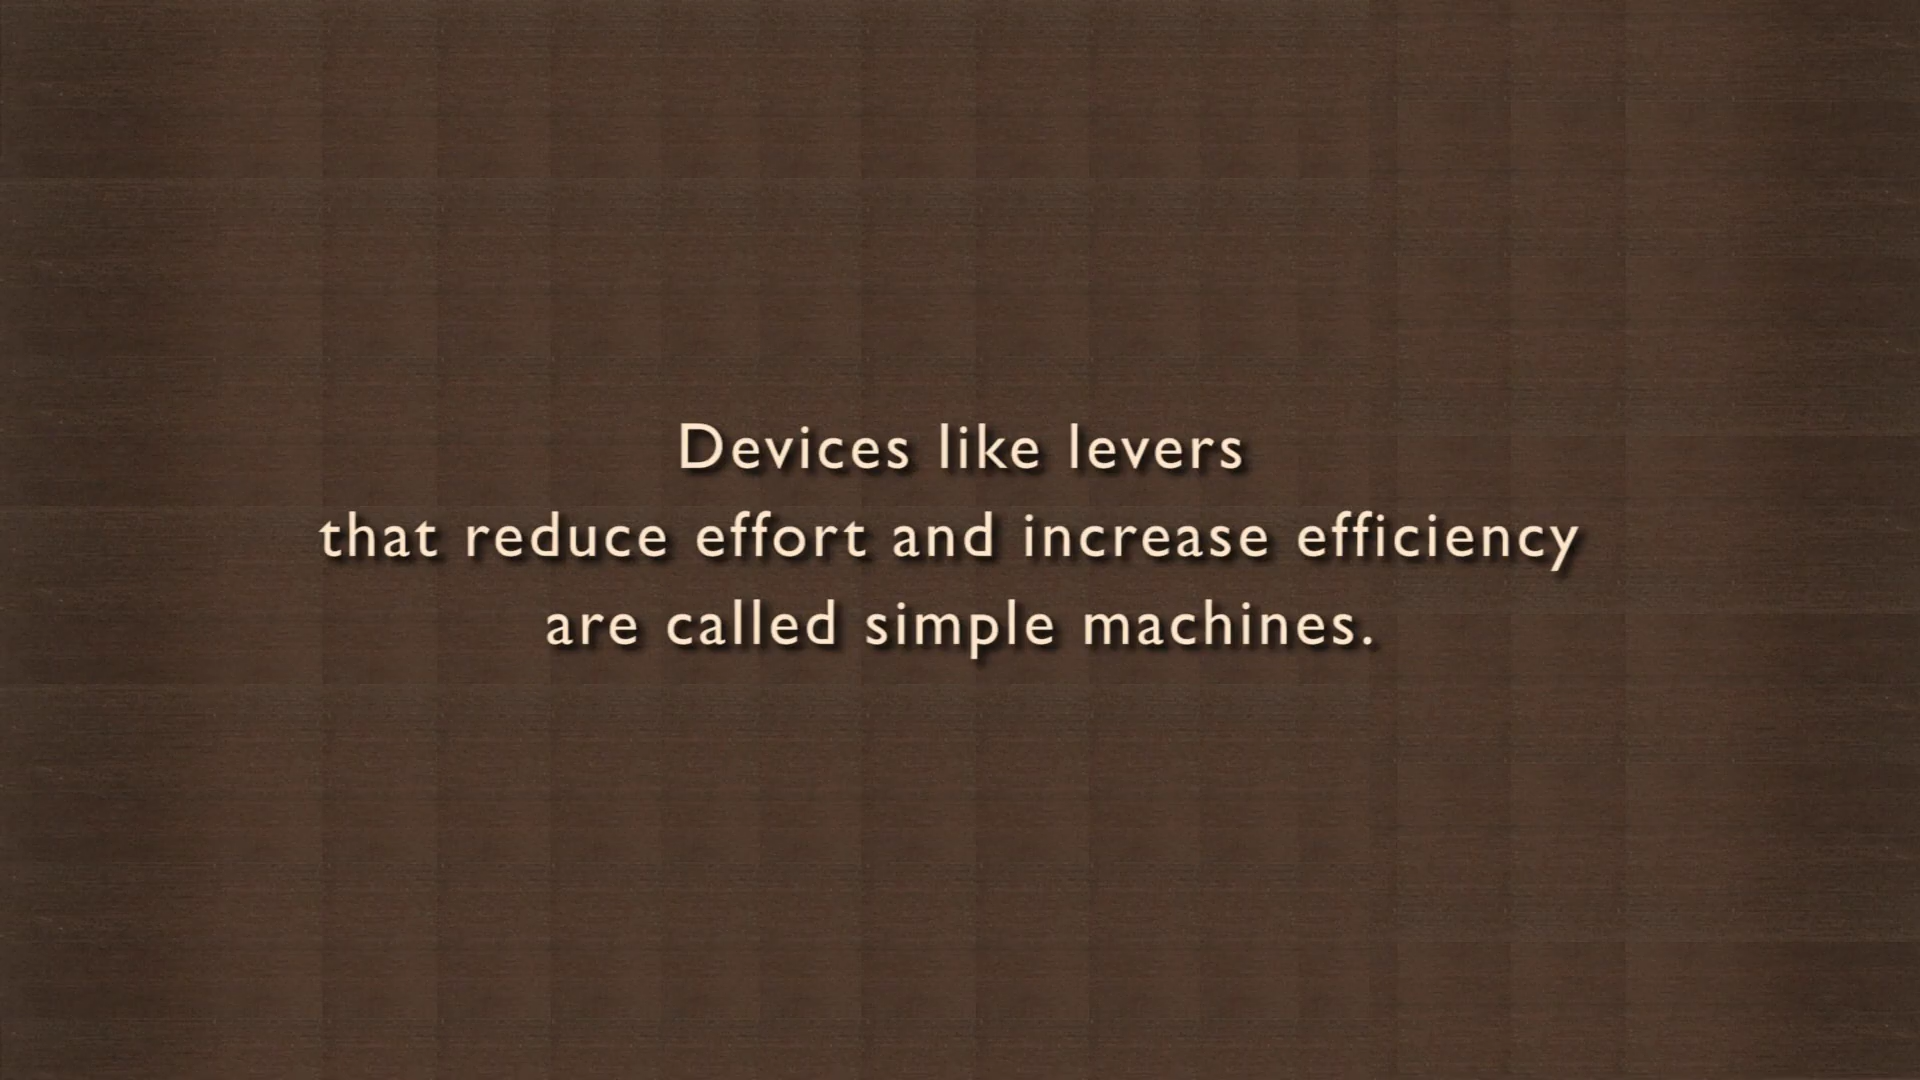 Devices like levers
that reduce effort and increase efficiency
are called simple machines.